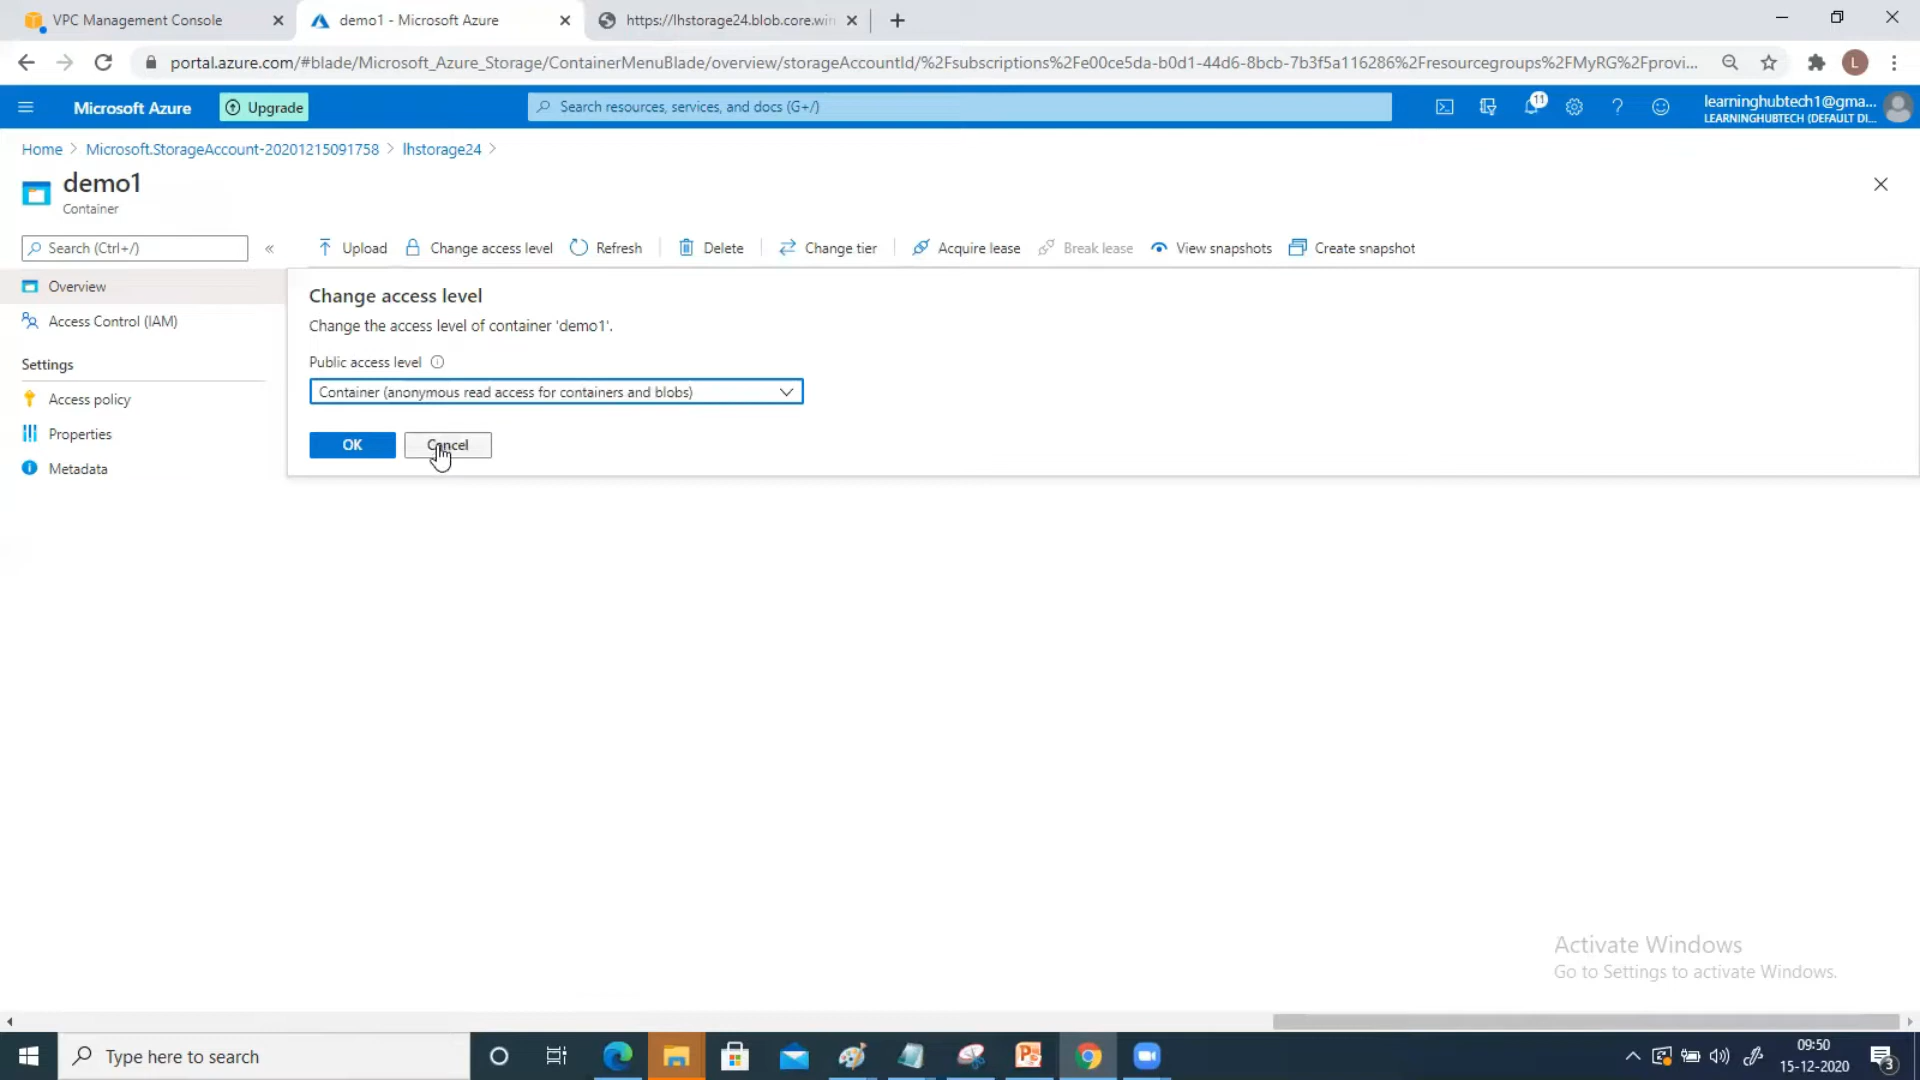 VPC Management Console
demo1 - Microsoft Azure
https://lhstorage24.blob.core.win
portal.azure.com/#blade/Microsoft_Azure_Storage/ContainerMenuBlade/overview/storageAccountId/%2Fsubscriptions%2Fe00ce5da-b0d1-44d6-8bcb-7b3f5a116286%2Fresourcegroups%2FMyRG%2Fprovi...
L
Microsoft Azure
Upgrade
Search resources, services, and docs (G+/)
11
learninghubtech1@gma...
LEARNINGHUBTECH (DEFAULT DI...
Home > Microsoft.StorageAccount-20201215091758 > lhstorage24 >
demo1
Container
Search (Ctrl+/)
«
Upload
Change access level
Refresh
Delete
Change tier
Acquire lease
Break lease
View snapshots
Create snapshot
Overview
Access Control (IAM)
Settings
Access policy
Properties
Metadata
Change access level
Change the access level of container 'demo1'.
Public access level
Container (anonymous read access for containers and blobs)
OK
Cancel
Activate Windows
Go to Settings to activate Windows.
Type here to search
09:50
15-12-2020
3